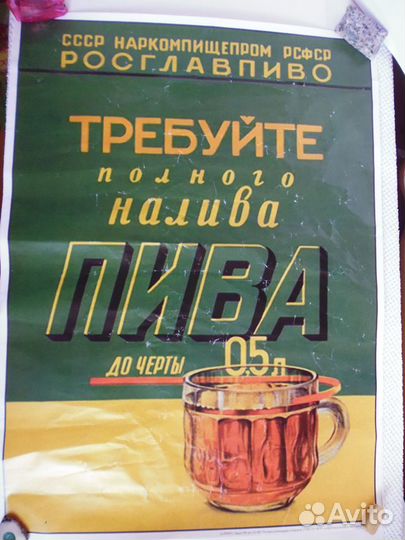 СССР НАРКОМПИЩЕПРОМ РСФСР
РОСГЛАВПИВО
ТРЕБУЙТЕ
полного
налива
ПИВА
ДО ЧЕРТЫ 0,5 л
Avito